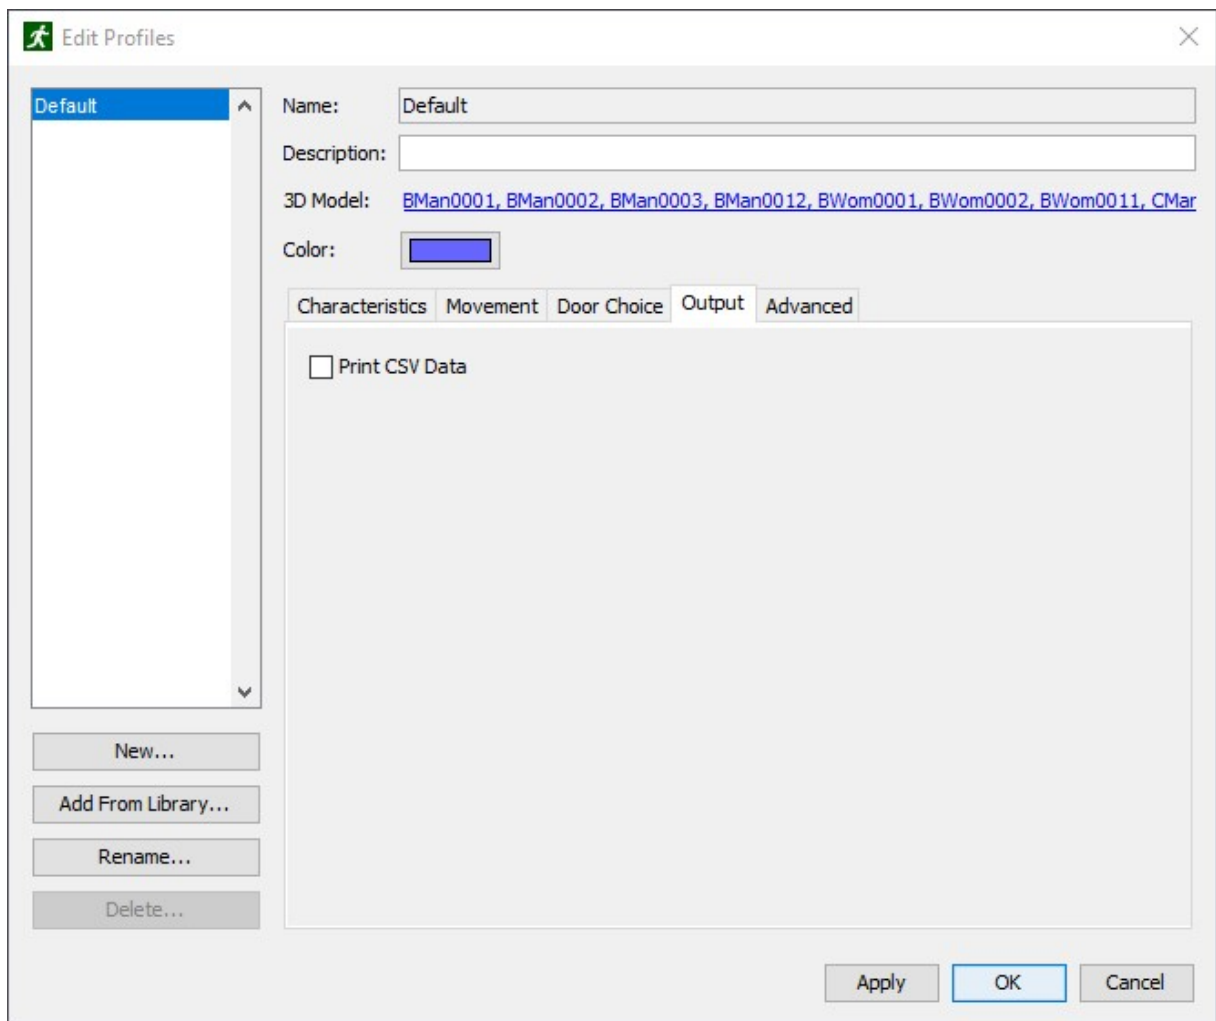 Edit Profiles
Default
Name: Default
Description:
3D Model: BMan0001, BMan0002, BMan0003, BMan0012, BWom0001, BWom0002, BWom0011, CMar
Color:
Characteristics Movement Door Choice Output Advanced
Print CSV Data
New...
Add From Library...
Rename...
Delete...
Apply OK Cancel